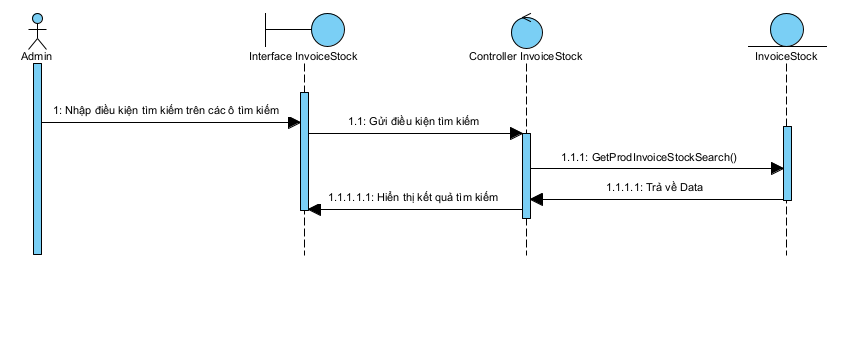 Admin
Interface InvoiceStock
Controller InvoiceStock
InvoiceStock
1: Nhập điều kiện tìm kiếm trên các ô tìm kiếm
1.1: Gửi điều kiện tìm kiếm
1.1.1: GetProdInvoiceStockSearch()
1.1.1.1: Trả về Data
1.1.1.1.1: Hiển thị kết quả tìm kiếm